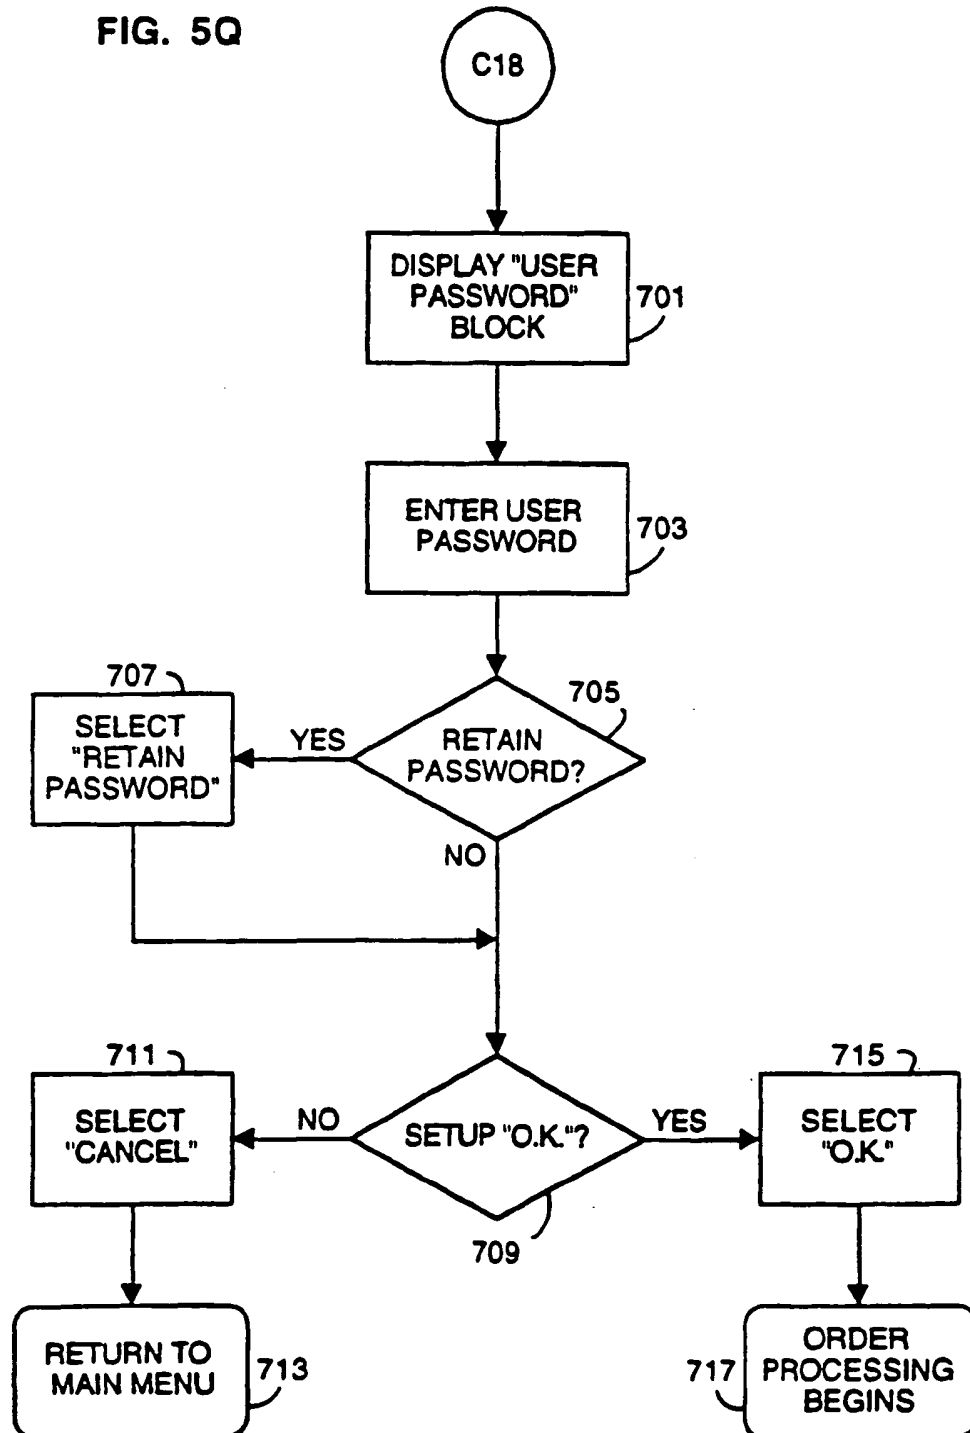 FIG. 5Q
C18
DISPLAY "USER
PASSWORD"
BLOCK
701
ENTER USER
PASSWORD
703
707
SELECT
"RETAIN
PASSWORD"
YES
705
RETAIN
PASSWORD?
NO
711
SELECT
"CANCEL"
NO
SETUP "O.K."?
709
YES
715
SELECT
"O.K."
RETURN TO
MAIN MENU
713
717
ORDER
PROCESSING
BEGINS